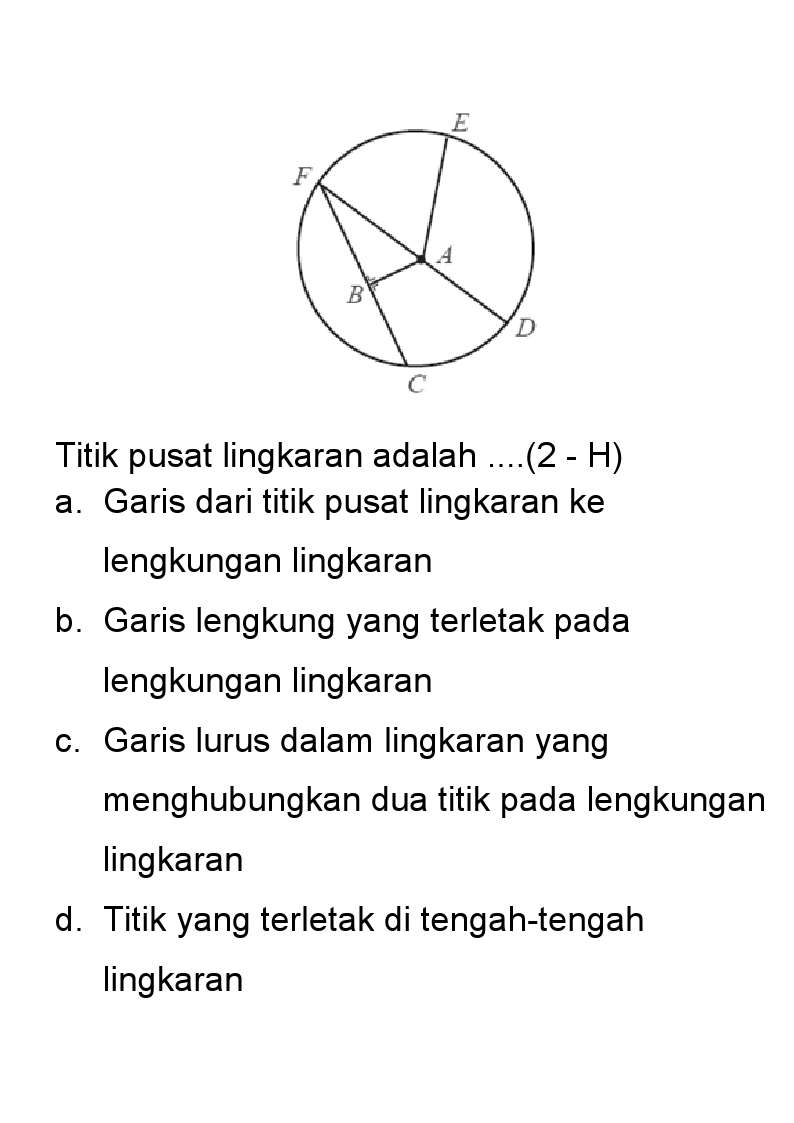 E
F
A
B
D
C
Titik pusat lingkaran adalah ....(2 - H)
a. Garis dari titik pusat lingkaran ke
lengkungan lingkaran
b. Garis lengkung yang terletak pada
lengkungan lingkaran
c. Garis lurus dalam lingkaran yang
menghubungkan dua titik pada lengkungan
lingkaran
d. Titik yang terletak di tengah-tengah
lingkaran